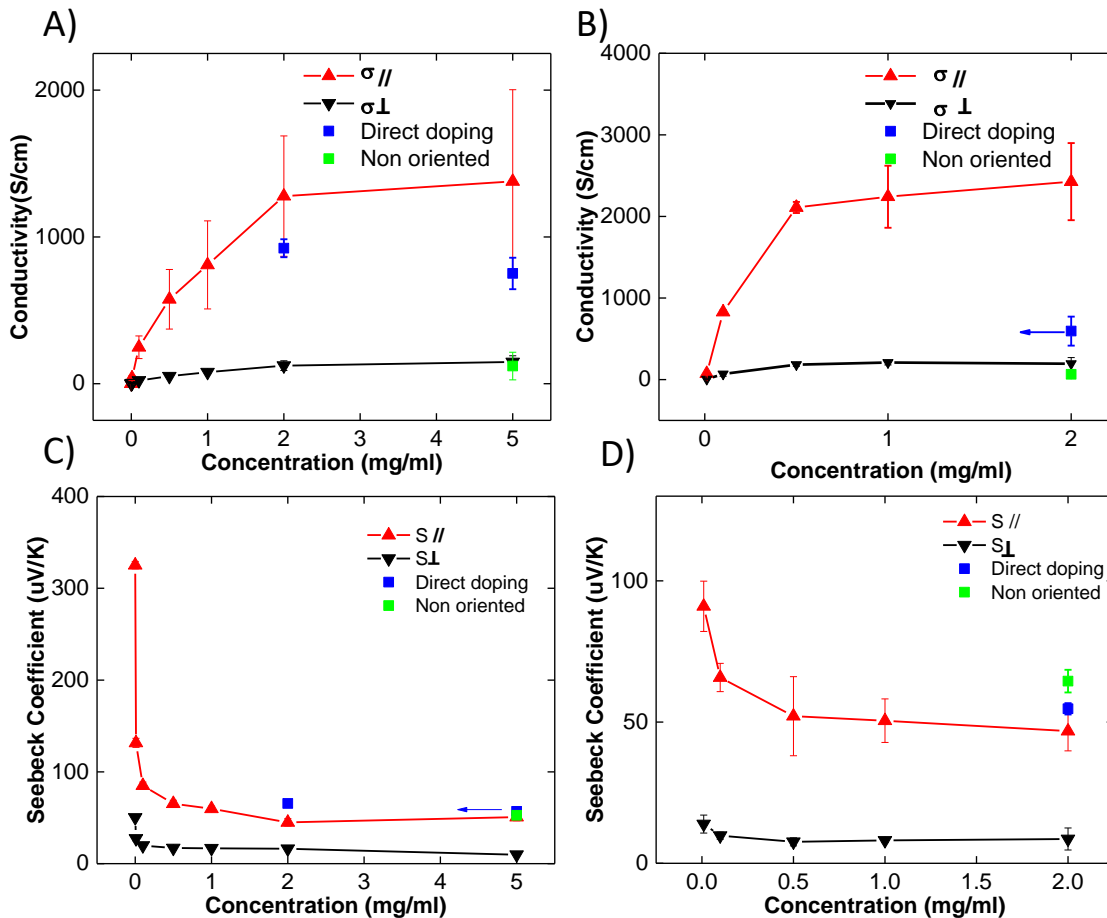 A)
σ //
σ⊥
Direct doping
Non oriented
Conductivity(S/cm)
2000
1000
0
0 1 2 3 4 5
Concentration (mg/ml)
B)
σ //
σ ⊥
Direct doping
Non oriented
Conductivity (S/cm)
4000
3000
2000
1000
0
0 1 2
Concentration (mg/ml)
C)
S //
S⊥
Direct doping
Non oriented
Seebeck Coefficient (uV/K)
400
300
200
100
0
0 1 2 3 4 5
Concentration (mg/ml)
D)
S //
S⊥
Direct doping
Non oriented
Seebeck Coefficient (uV/K)
100
50
0
0.0 0.5 1.0 1.5 2.0
Concentration (mg/ml)